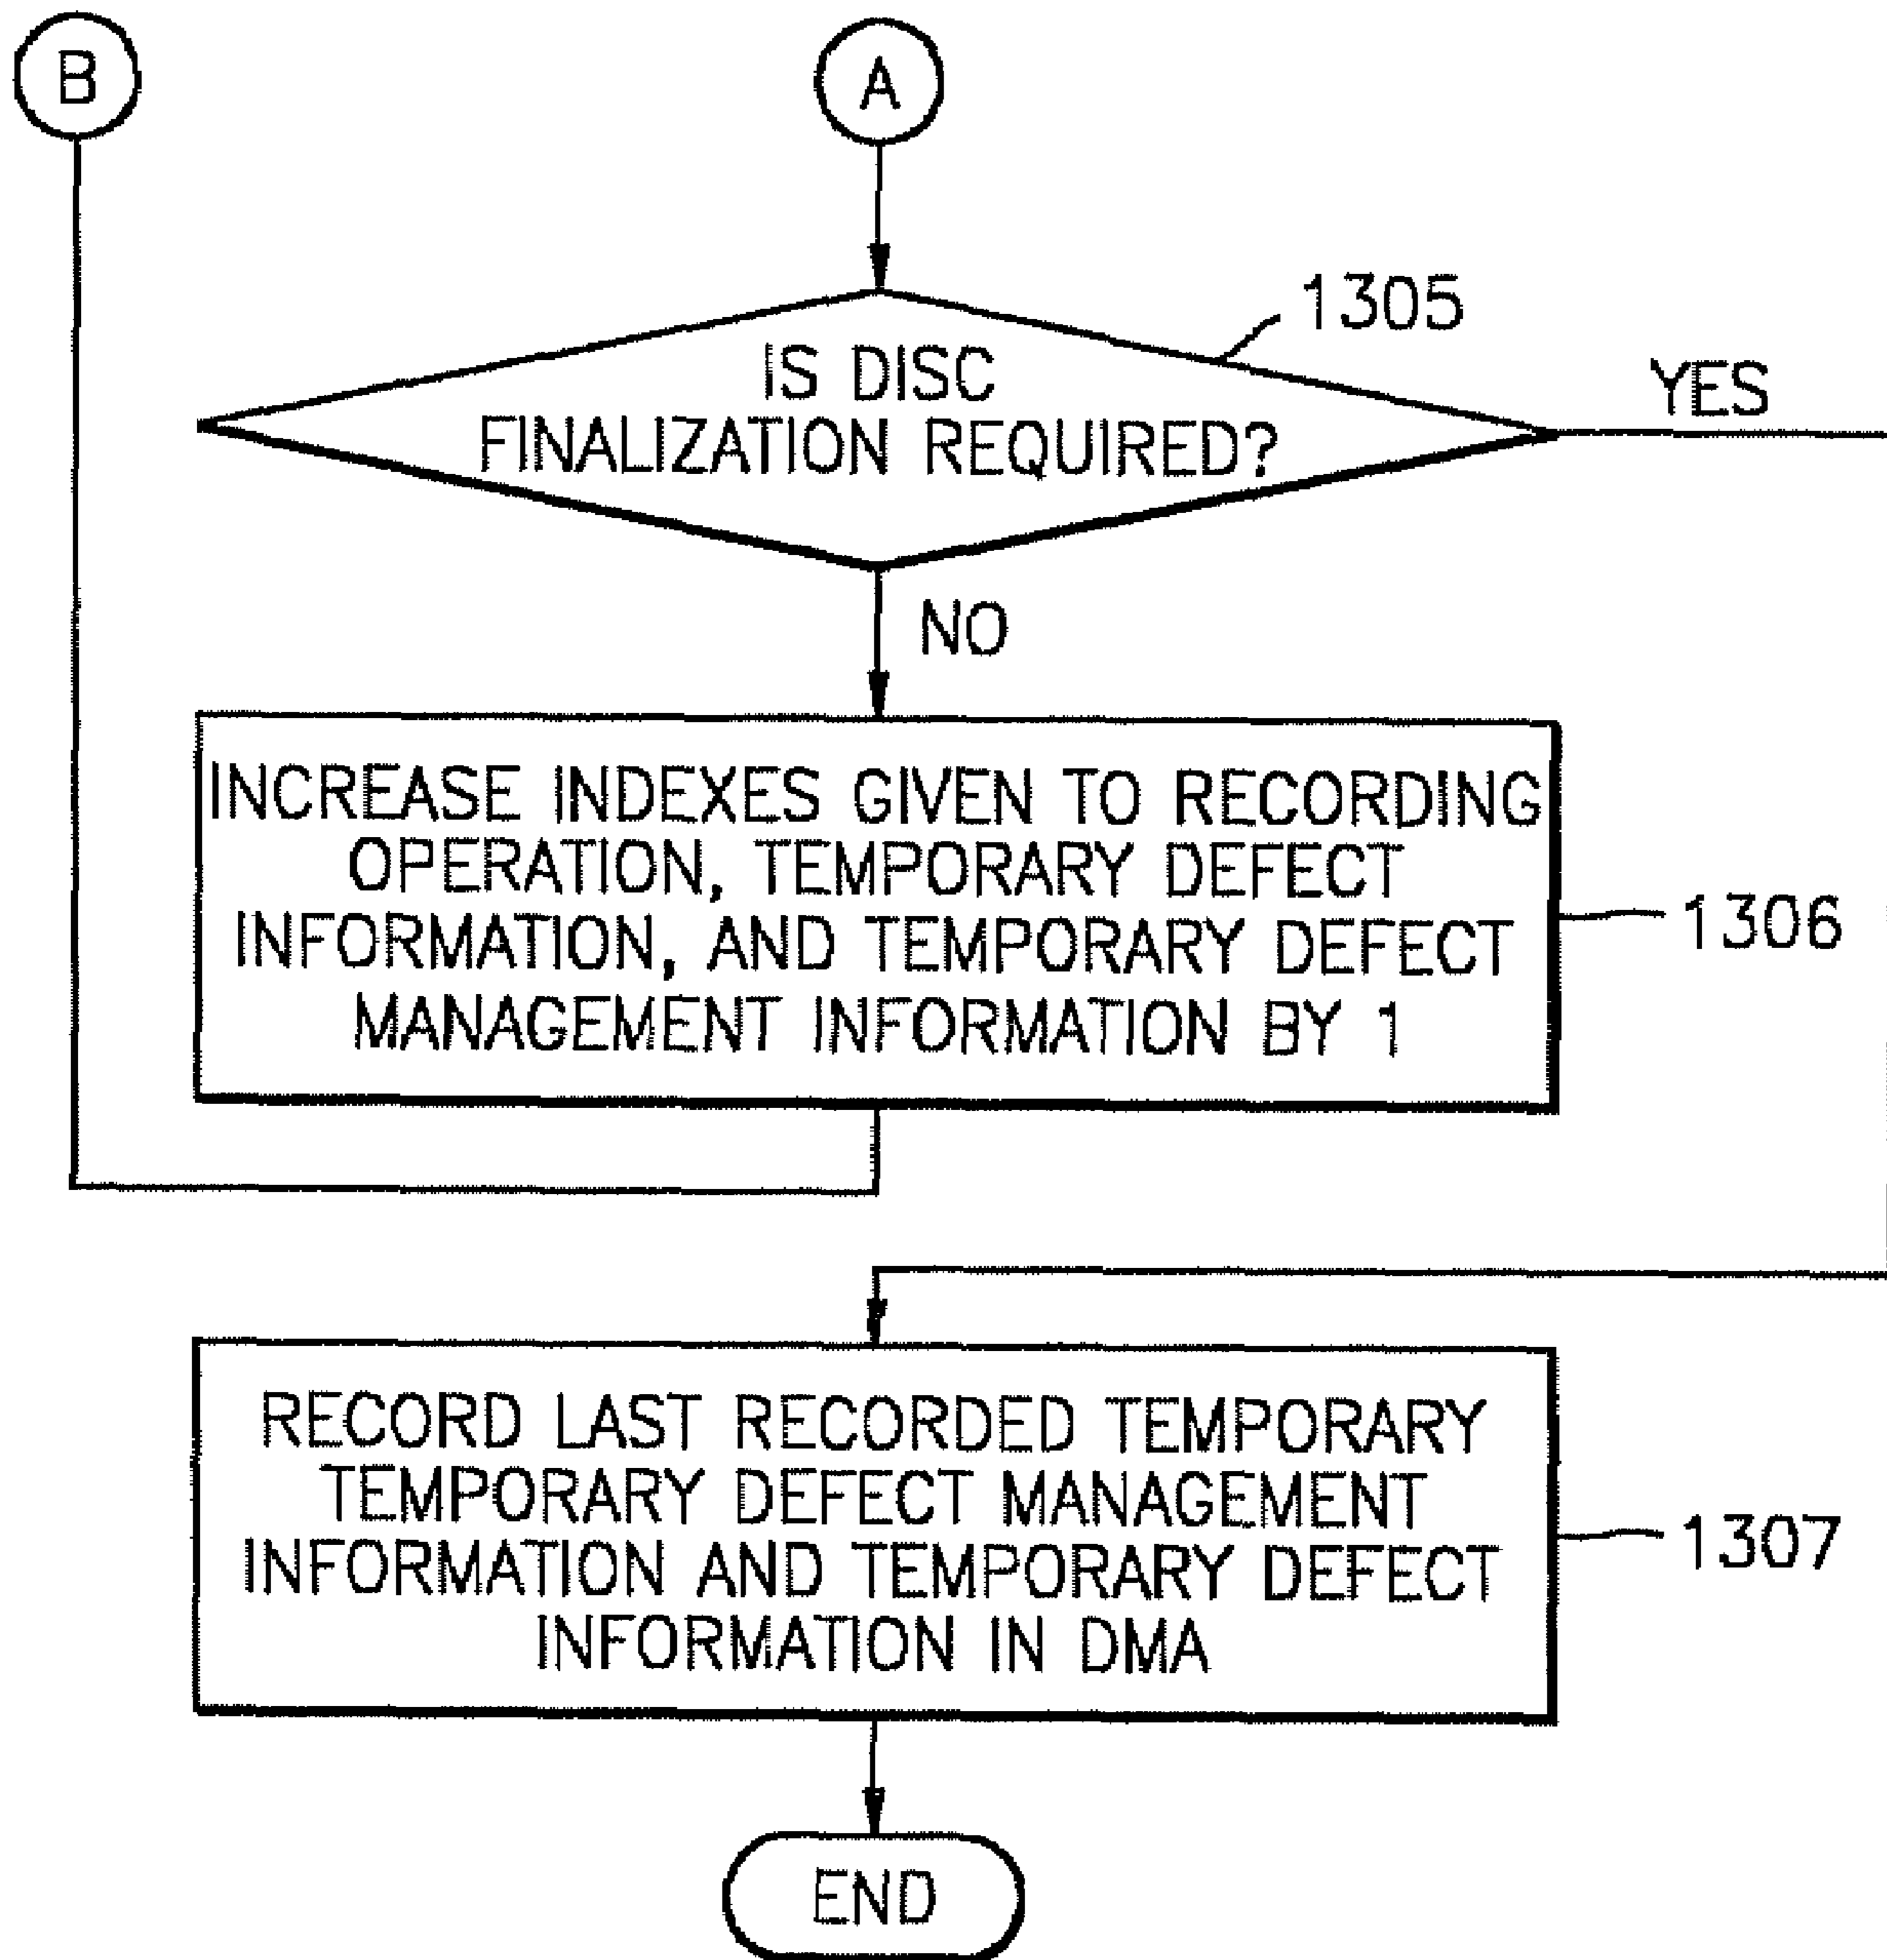 B
A
1305
IS DISC
FINALIZATION REQUIRED?
YES
NO
INCREASE INDEXES GIVEN TO RECORDING
OPERATION, TEMPORARY DEFECT
INFORMATION, AND TEMPORARY DEFECT
MANAGEMENT INFORMATION BY 1
1306
RECORD LAST RECORDED TEMPORARY
TEMPORARY DEFECT MANAGEMENT
INFORMATION AND TEMPORARY DEFECT
INFORMATION IN DMA
1307
END